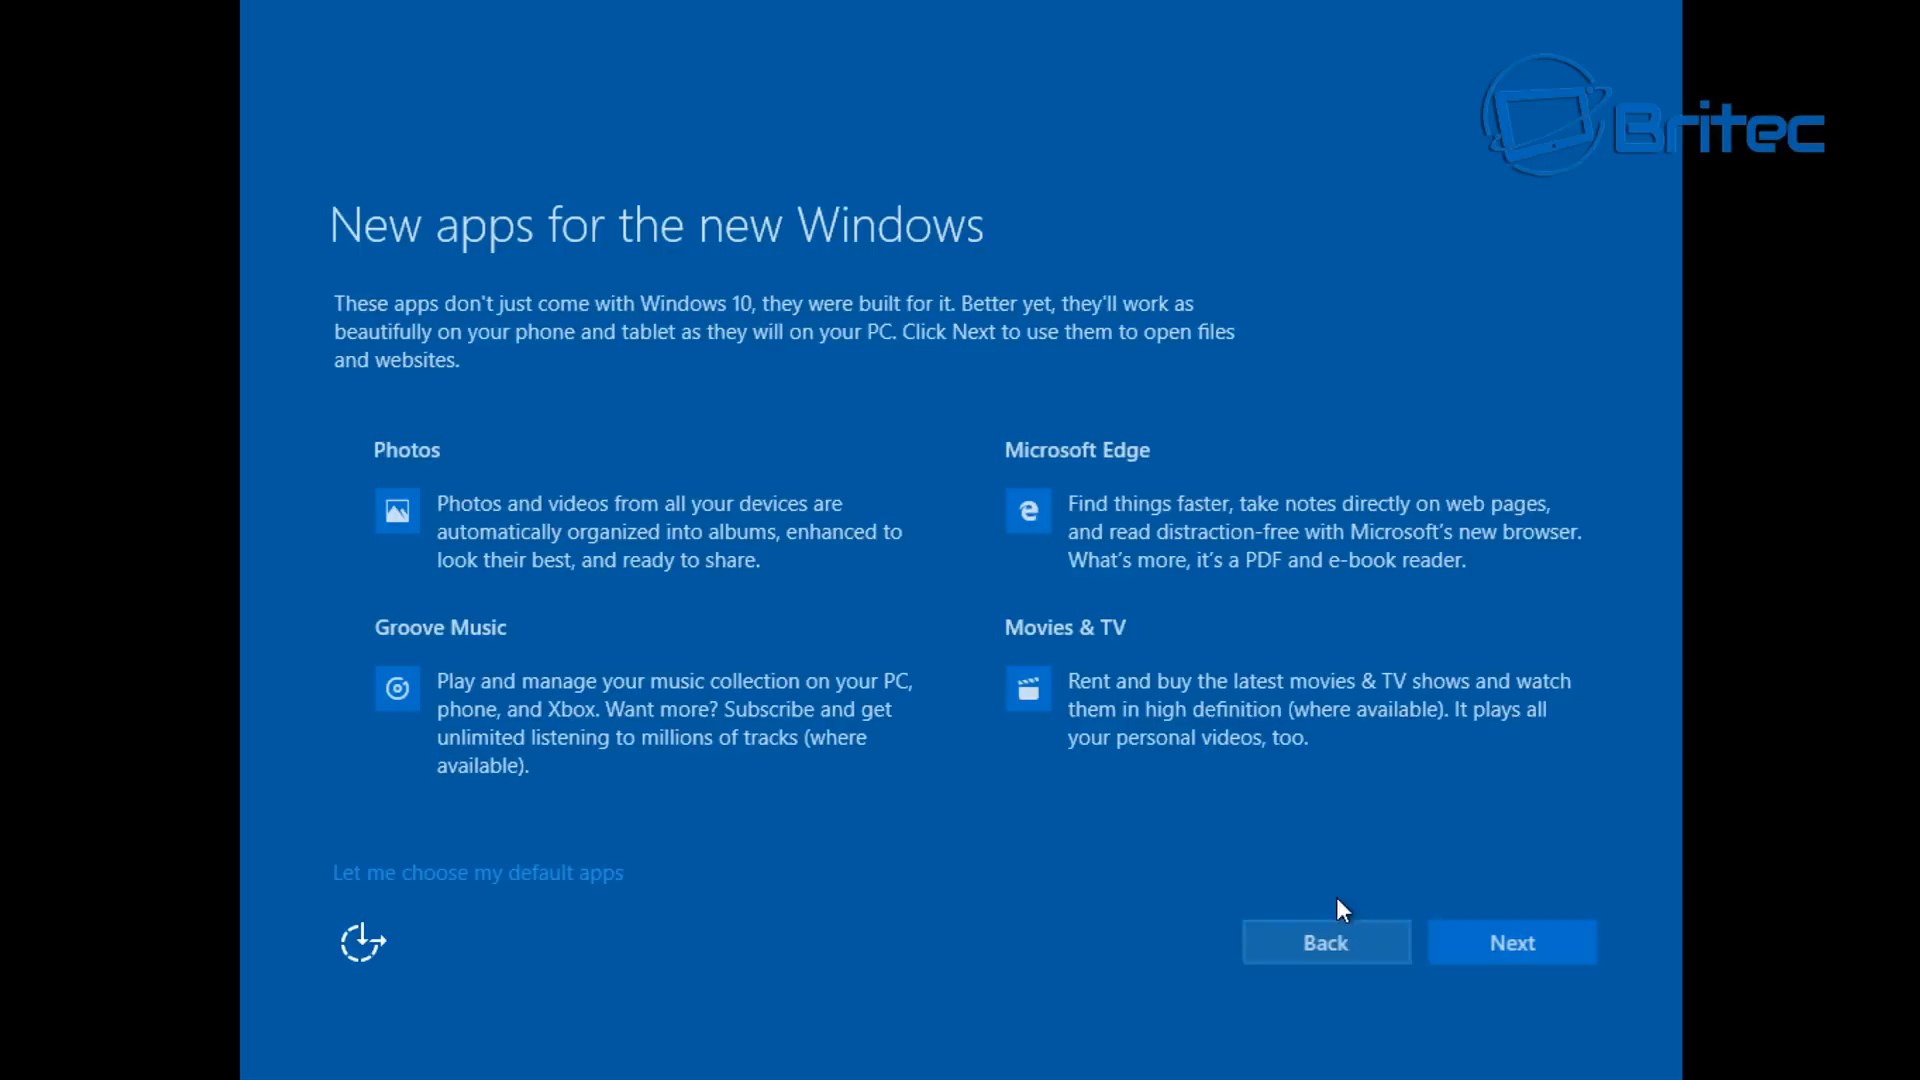 Britec
New apps for the new Windows
These apps don't just come with Windows 10, they were built for it. Better yet, they'll work as
beautifully on your phone and tablet as they will on your PC. Click Next to use them to open files
and websites.
Photos
Photos and videos from all your devices are
automatically organized into albums, enhanced to
look their best, and ready to share.
Microsoft Edge
Find things faster, take notes directly on web pages,
and read distraction-free with Microsoft’s new browser.
What’s more, it’s a PDF and e-book reader.
Groove Music
Play and manage your music collection on your PC,
phone, and Xbox. Want more? Subscribe and get
unlimited listening to millions of tracks (where
available).
Movies & TV
Rent and buy the latest movies & TV shows and watch
them in high definition (where available). It plays all
your personal videos, too.
Let me choose my default apps
Back
Next